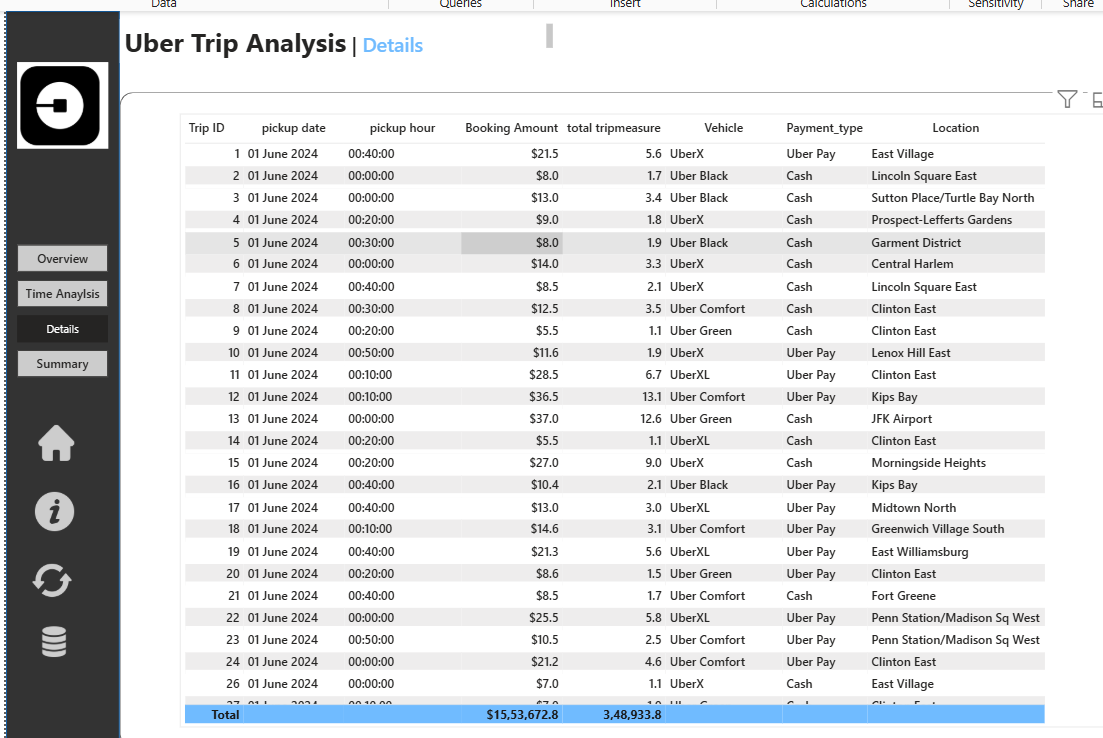 Data Queries Insert Calculations Sensitivity Share
Uber Trip Analysis | Details
Overview
Time Anaylsis
Details
Summary
Trip ID pickup date pickup hour Booking Amount total tripmeasure Vehicle Payment_type Location
1 01 June 2024 00:40:00 $21.5 5.6 UberX Uber Pay East Village
2 01 June 2024 00:00:00 $8.0 1.7 Uber Black Cash Lincoln Square East
3 01 June 2024 00:00:00 $13.0 3.4 Uber Black Cash Sutton Place/Turtle Bay North
4 01 June 2024 00:20:00 $9.0 1.8 UberX Cash Prospect-Lefferts Gardens
5 01 June 2024 00:30:00 $8.0 1.9 Uber Black Cash Garment District
6 01 June 2024 00:00:00 $14.0 3.3 UberX Cash Central Harlem
7 01 June 2024 00:40:00 $8.5 2.1 UberX Cash Lincoln Square East
8 01 June 2024 00:30:00 $12.5 3.5 Uber Comfort Cash Clinton East
9 01 June 2024 00:20:00 $5.5 1.1 Uber Green Cash Clinton East
10 01 June 2024 00:50:00 $11.6 1.9 UberX Uber Pay Lenox Hill East
11 01 June 2024 00:10:00 $28.5 6.7 UberXL Uber Pay Clinton East
12 01 June 2024 00:10:00 $36.5 13.1 Uber Comfort Uber Pay Kips Bay
13 01 June 2024 00:00:00 $37.0 12.6 Uber Green Cash JFK Airport
14 01 June 2024 00:20:00 $5.5 1.1 UberXL Cash Clinton East
15 01 June 2024 00:20:00 $27.0 9.0 UberX Cash Morningside Heights
16 01 June 2024 00:40:00 $10.4 2.1 Uber Black Uber Pay Kips Bay
17 01 June 2024 00:40:00 $13.0 3.0 UberXL Uber Pay Midtown North
18 01 June 2024 00:10:00 $14.6 3.1 Uber Comfort Uber Pay Greenwich Village South
19 01 June 2024 00:40:00 $21.3 5.6 UberXL Uber Pay East Williamsburg
20 01 June 2024 00:20:00 $8.6 1.5 Uber Green Uber Pay Clinton East
21 01 June 2024 00:40:00 $8.5 1.7 Uber Comfort Cash Fort Greene
22 01 June 2024 00:00:00 $25.5 5.8 UberXL Uber Pay Penn Station/Madison Sq West
23 01 June 2024 00:50:00 $10.5 2.5 Uber Comfort Uber Pay Penn Station/Madison Sq West
24 01 June 2024 00:00:00 $21.2 4.6 Uber Comfort Uber Pay Clinton East
26 01 June 2024 00:00:00 $7.0 1.1 UberX Cash East Village
Total $15,53,672.8 3,48,933.8